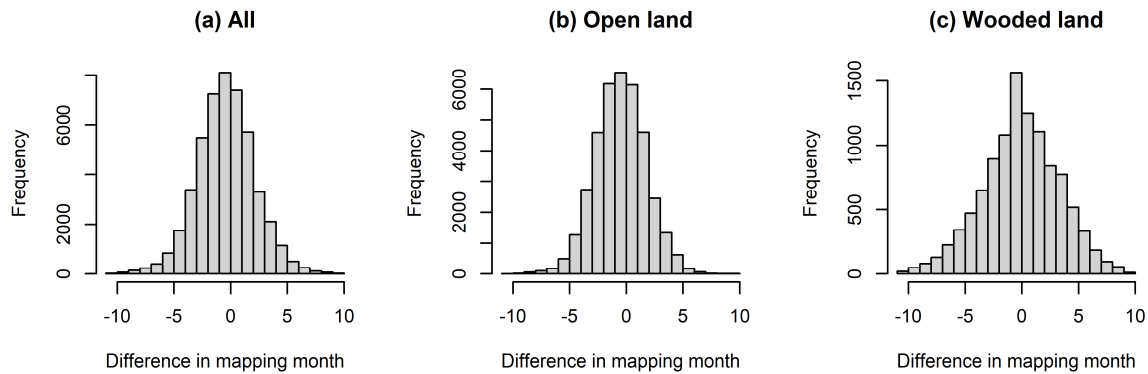 (a) All
Frequency
0
2000
6000
-10 -5 0 5 10
Difference in mapping month
(b) Open land
Frequency
0
2000
4000
6000
-10 -5 0 5 10
Difference in mapping month
(c) Wooded land
Frequency
0
500
1000
1500
-10 -5 0 5 10
Difference in mapping month